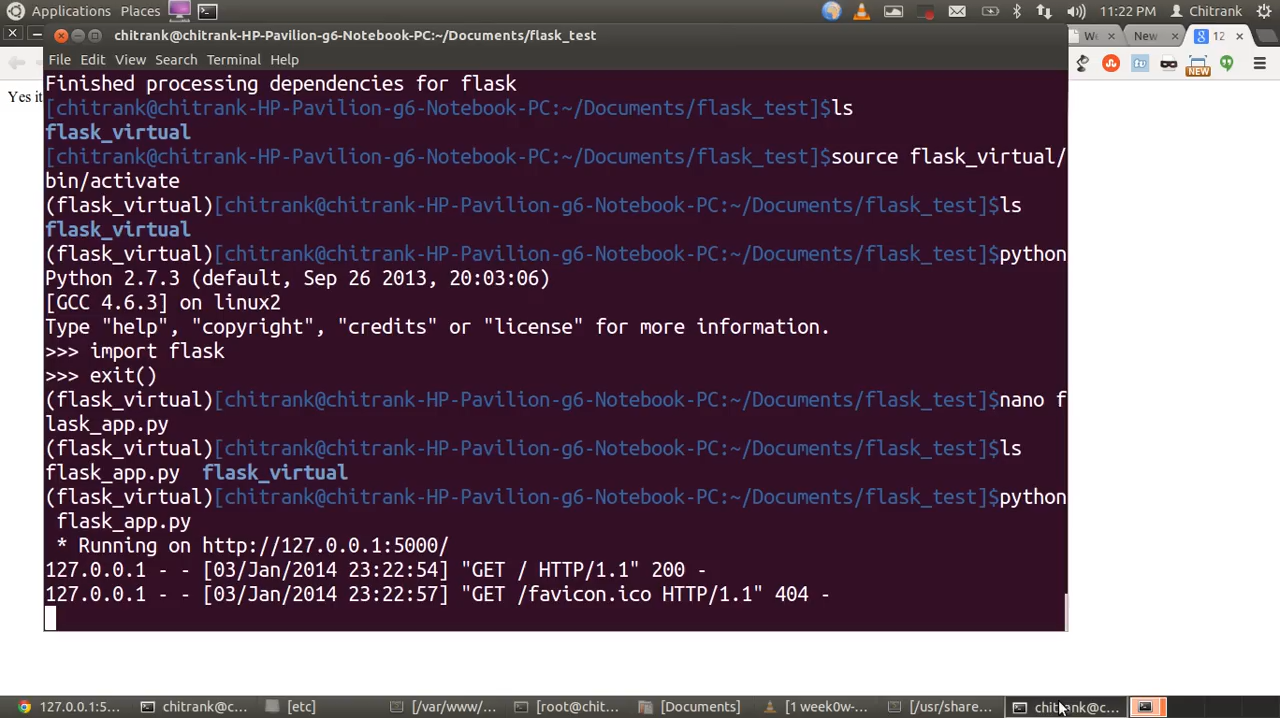 Applications Places 11:22 PM Chitrank
chitrank@chitrank-HP-Pavilion-g6-Notebook-PC:~/Documents/flask_test
New 12
File Edit View Search Terminal Help
NEW
Yes it
Finished processing dependencies for flask
[chitrank@chitrank-HP-Pavilion-g6-Notebook-PC:~/Documents/flask_test]$ls
flask_virtual
[chitrank@chitrank-HP-Pavilion-g6-Notebook-PC:~/Documents/flask_test]$source flask_virtual/
bin/activate
(flask_virtual)[chitrank@chitrank-HP-Pavilion-g6-Notebook-PC:~/Documents/flask_test]$ls
flask_virtual
(flask_virtual)[chitrank@chitrank-HP-Pavilion-g6-Notebook-PC:~/Documents/flask_test]$python
Python 2.7.3 (default, Sep 26 2013, 20:03:06)
[GCC 4.6.3] on linux2
Type "help", "copyright", "credits" or "license" for more information.
>>> import flask
>>> exit()
(flask_virtual)[chitrank@chitrank-HP-Pavilion-g6-Notebook-PC:~/Documents/flask_test]$nano f
lask_app.py
(flask_virtual)[chitrank@chitrank-HP-Pavilion-g6-Notebook-PC:~/Documents/flask_test]$ls
flask_app.py flask_virtual
(flask_virtual)[chitrank@chitrank-HP-Pavilion-g6-Notebook-PC:~/Documents/flask_test]$python
flask_app.py
* Running on http://127.0.0.1:5000/
127.0.0.1 - - [03/Jan/2014 23:22:54] "GET / HTTP/1.1" 200 -
127.0.0.1 - - [03/Jan/2014 23:22:57] "GET /favicon.ico HTTP/1.1" 404 -
127.0.0.1:5... chitrank@c... [etc] [/var/www/... [root@chitra... [Documents] [1 week0w-... [/usr/share... chitrank@c...